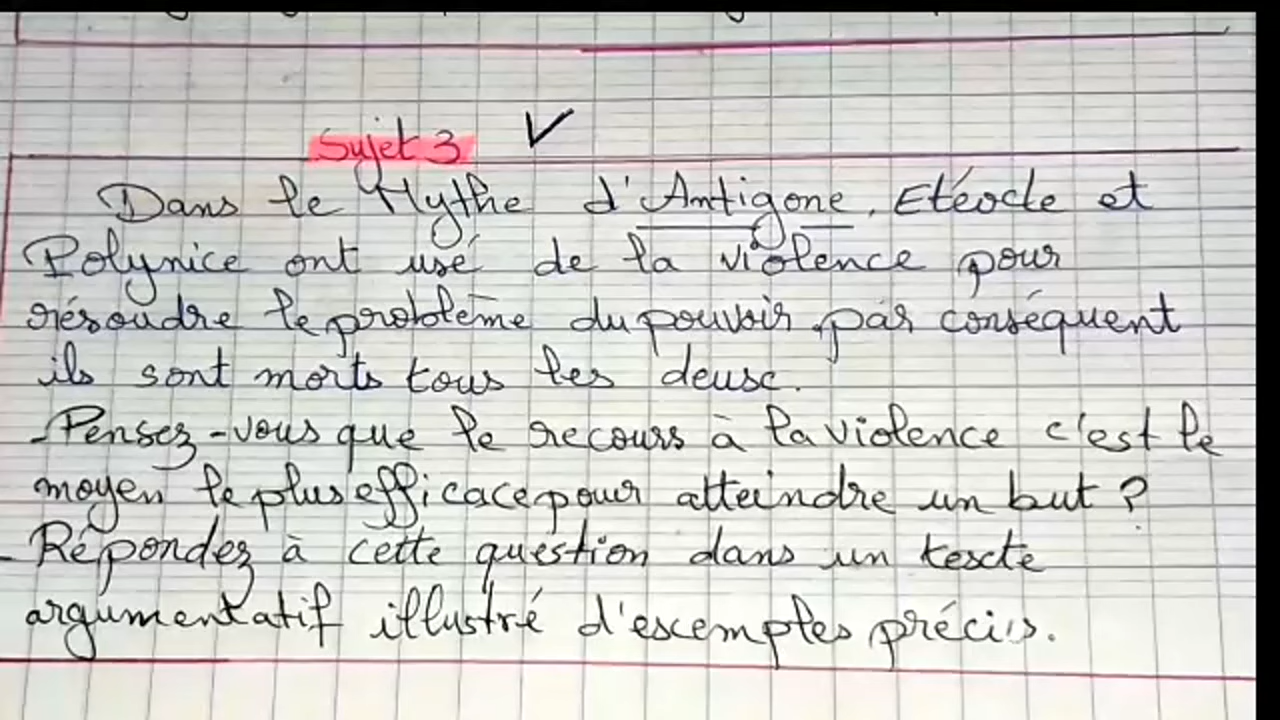 Sujet 3
Dans le Mythe d'Antigone, Etéocle et
Polynice ont usé de la violence pour
résoudre le problème du pouvoir, par conséquent
ils sont morts tous les deux.
- Pensez-vous que le recours à la violence c'est le
moyen le plus efficace pour atteindre un but ?
- Répondez à cette question dans un texte
argumentatif illustré d'exemples précis.